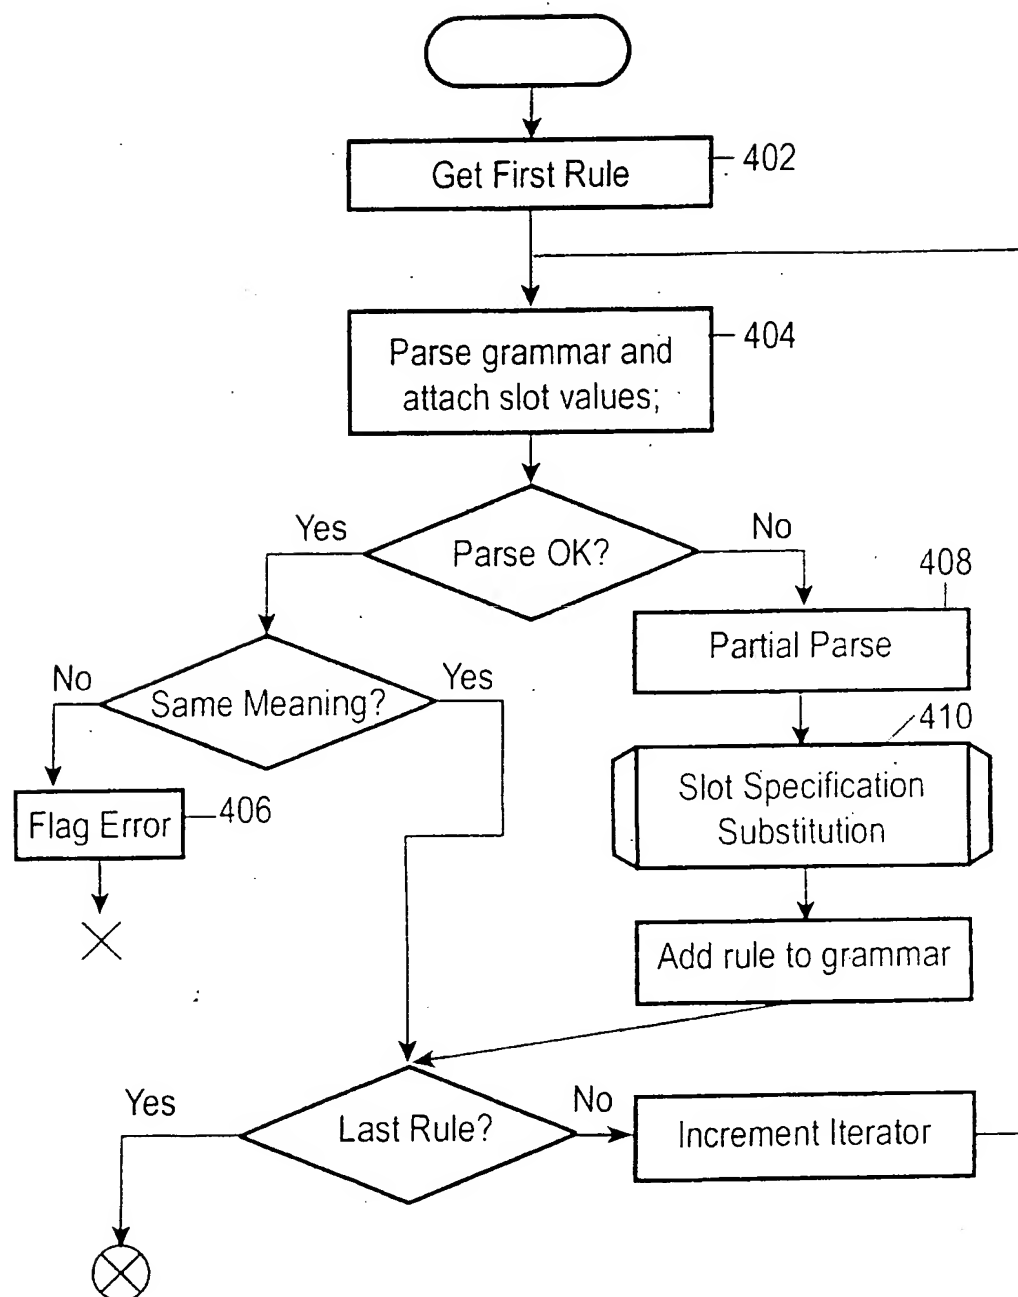 Get First Rule
402
Parse grammar and
attach slot values;
404
Parse OK?
Yes
No
408
Partial Parse
Same Meaning?
No
Yes
410
Slot Specification
Substitution
Flag Error
406
Add rule to grammar
Last Rule?
Yes
No
Increment Iterator